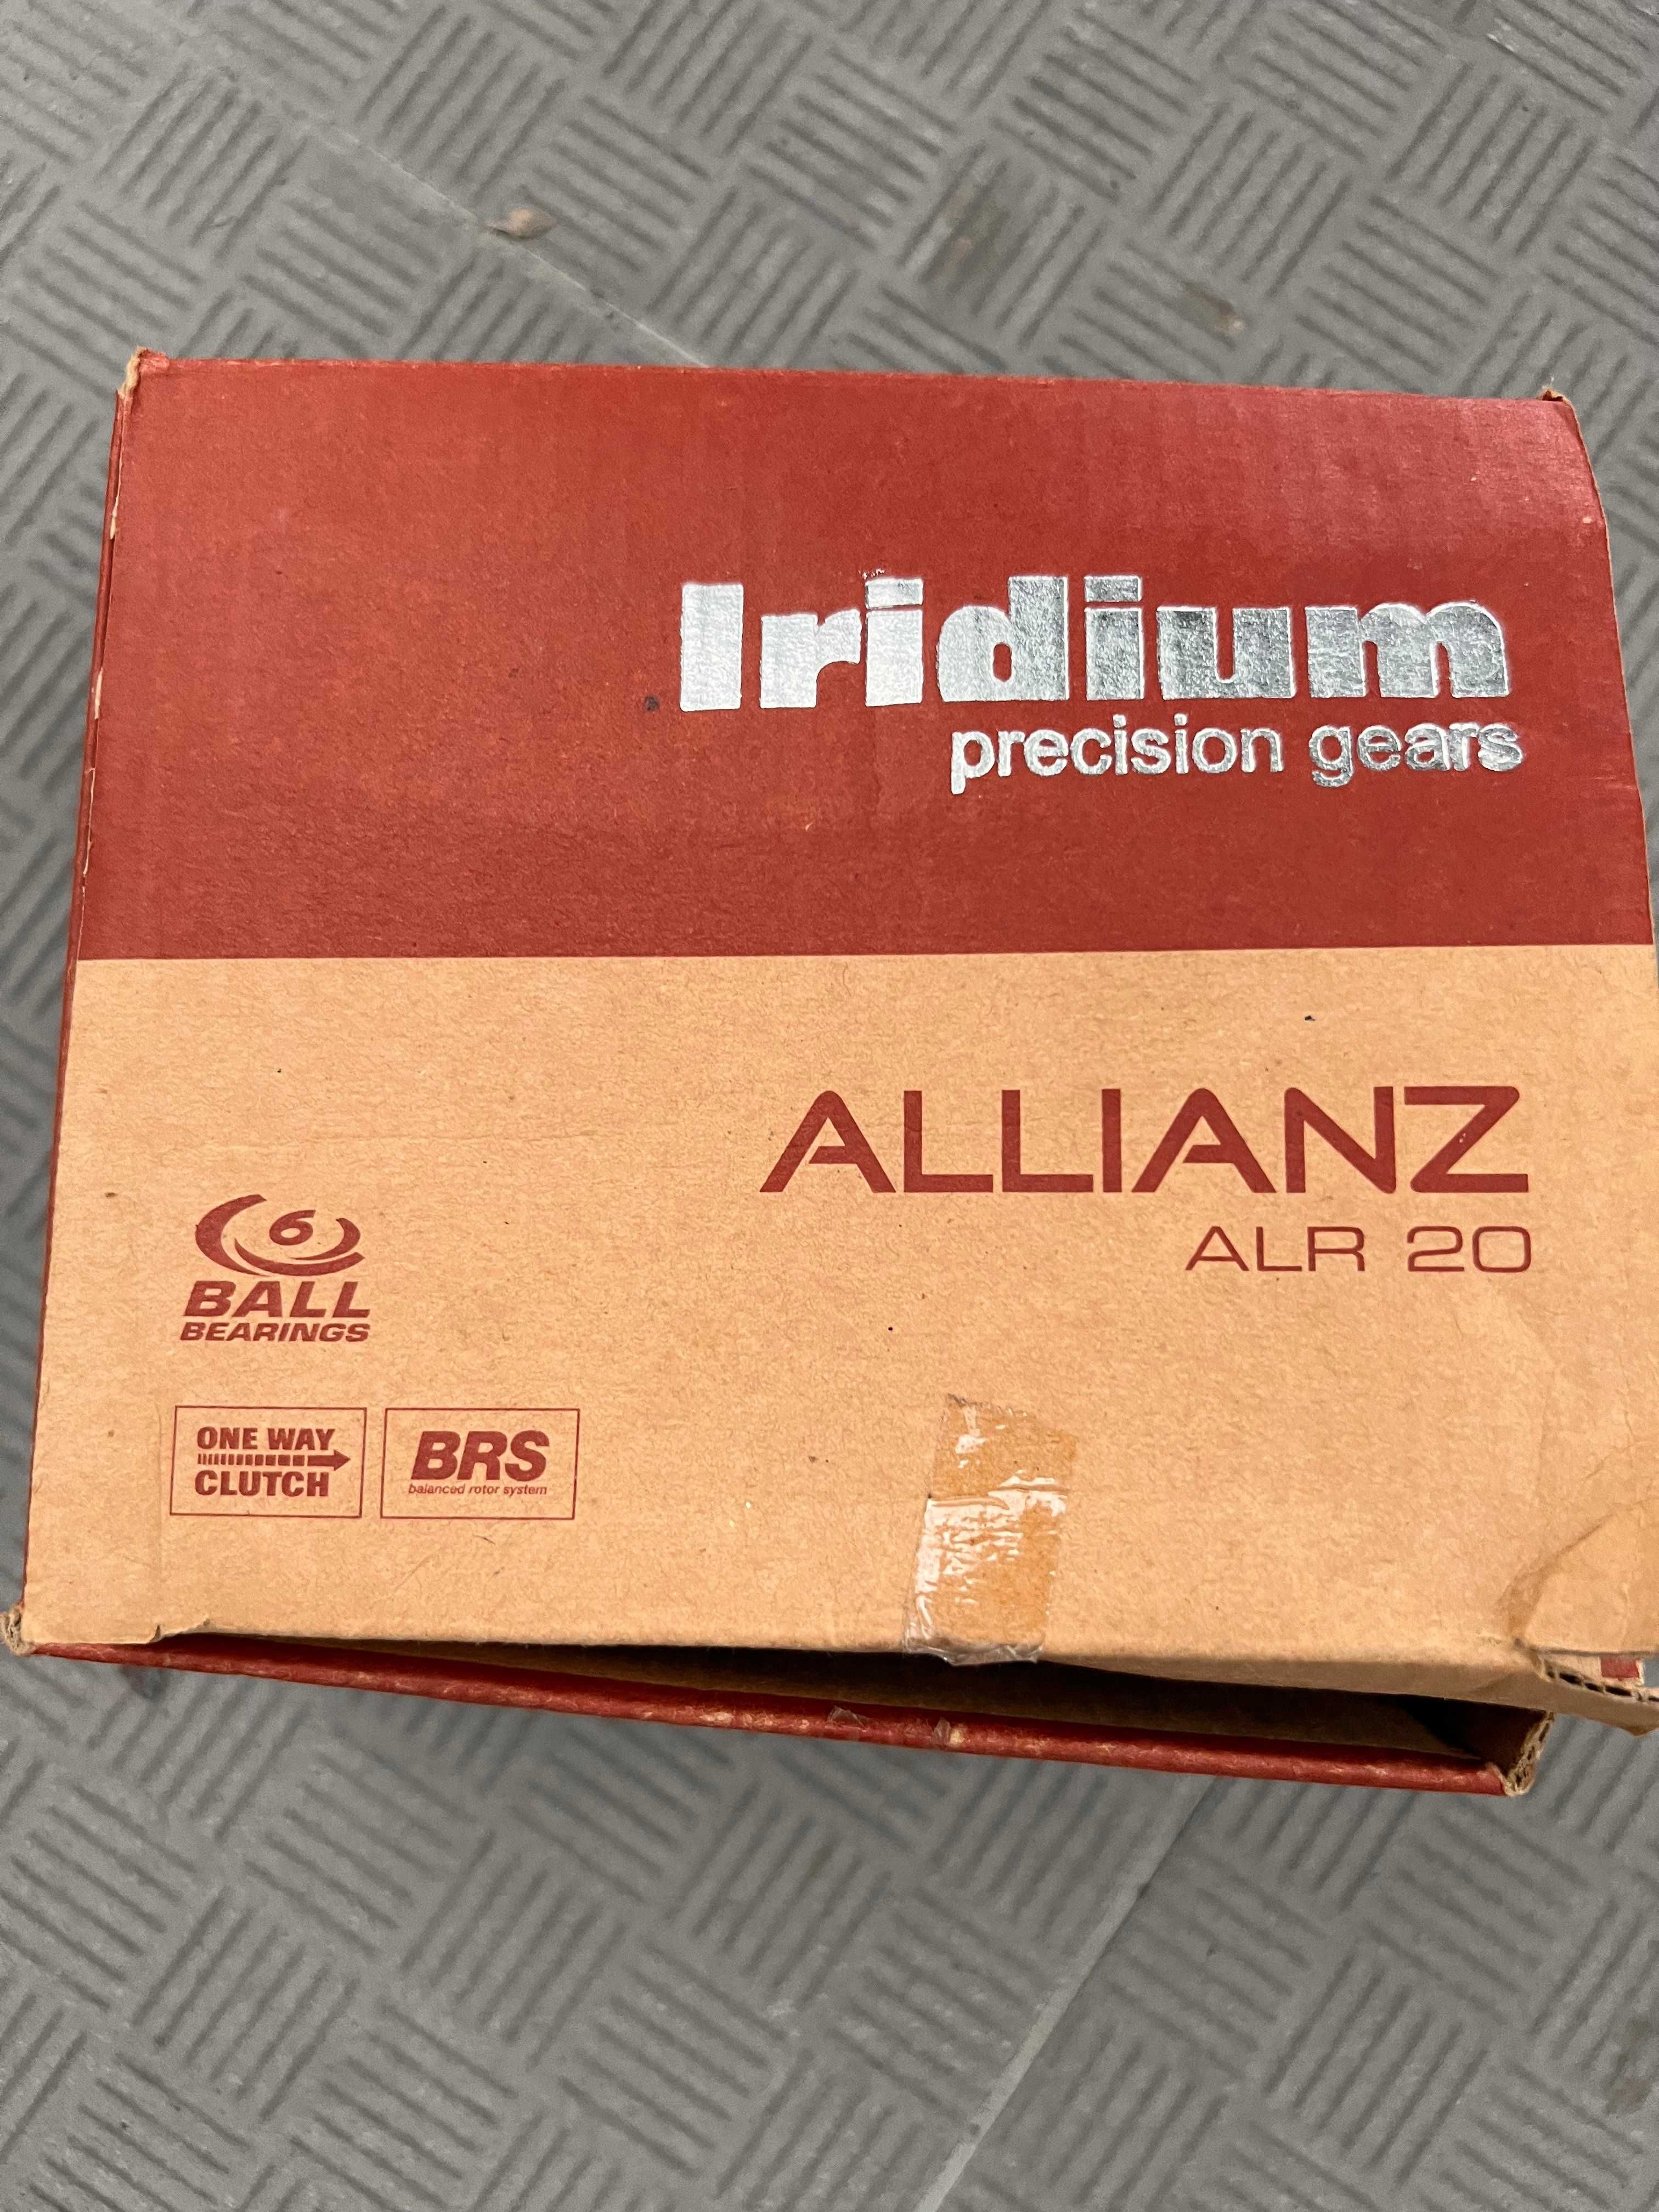 Iridium
precision gears
ALLIANZ
ALR 20
6
BALL
BEARINGS
ONE WAY
CLUTCH
BRS
balanced rotor system